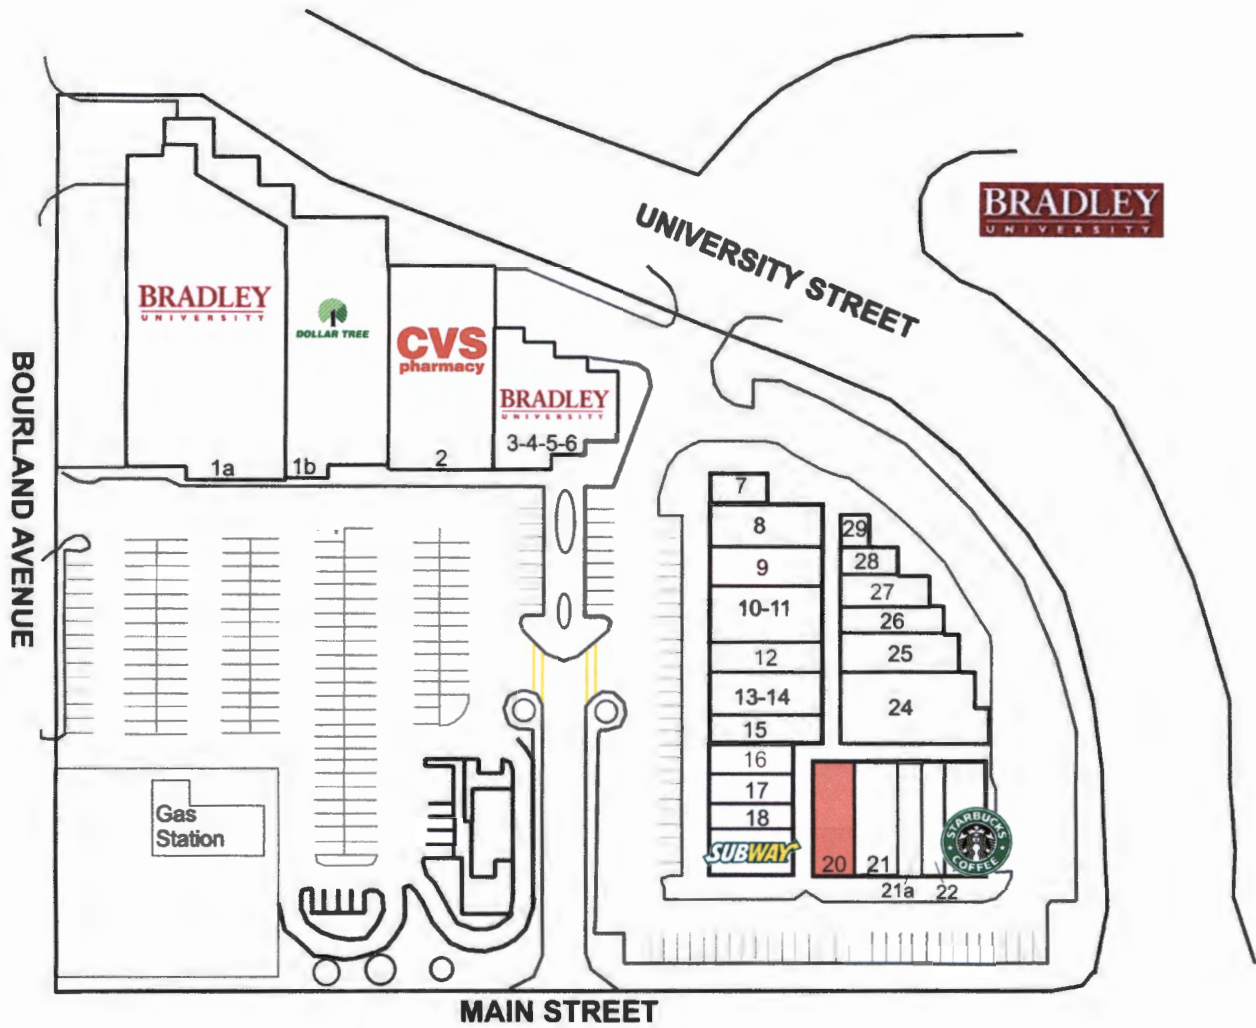 BRADLEY
UNIVERSITY
UNIVERSITY STREET
BRADLEY
UNIVERSITY
DOLLAR TREE
CVS
pharmacy
BRADLEY
UNIVERSITY
3-4-5-6
1a
1b
2
BOURLAND AVENUE
7
8
29
9
28
27
10-11
26
12
25
13-14
24
15
16
17
18
Gas
Station
SUBWAY
20
21
21a
22
STARBUCKS
COFFEE
MAIN STREET